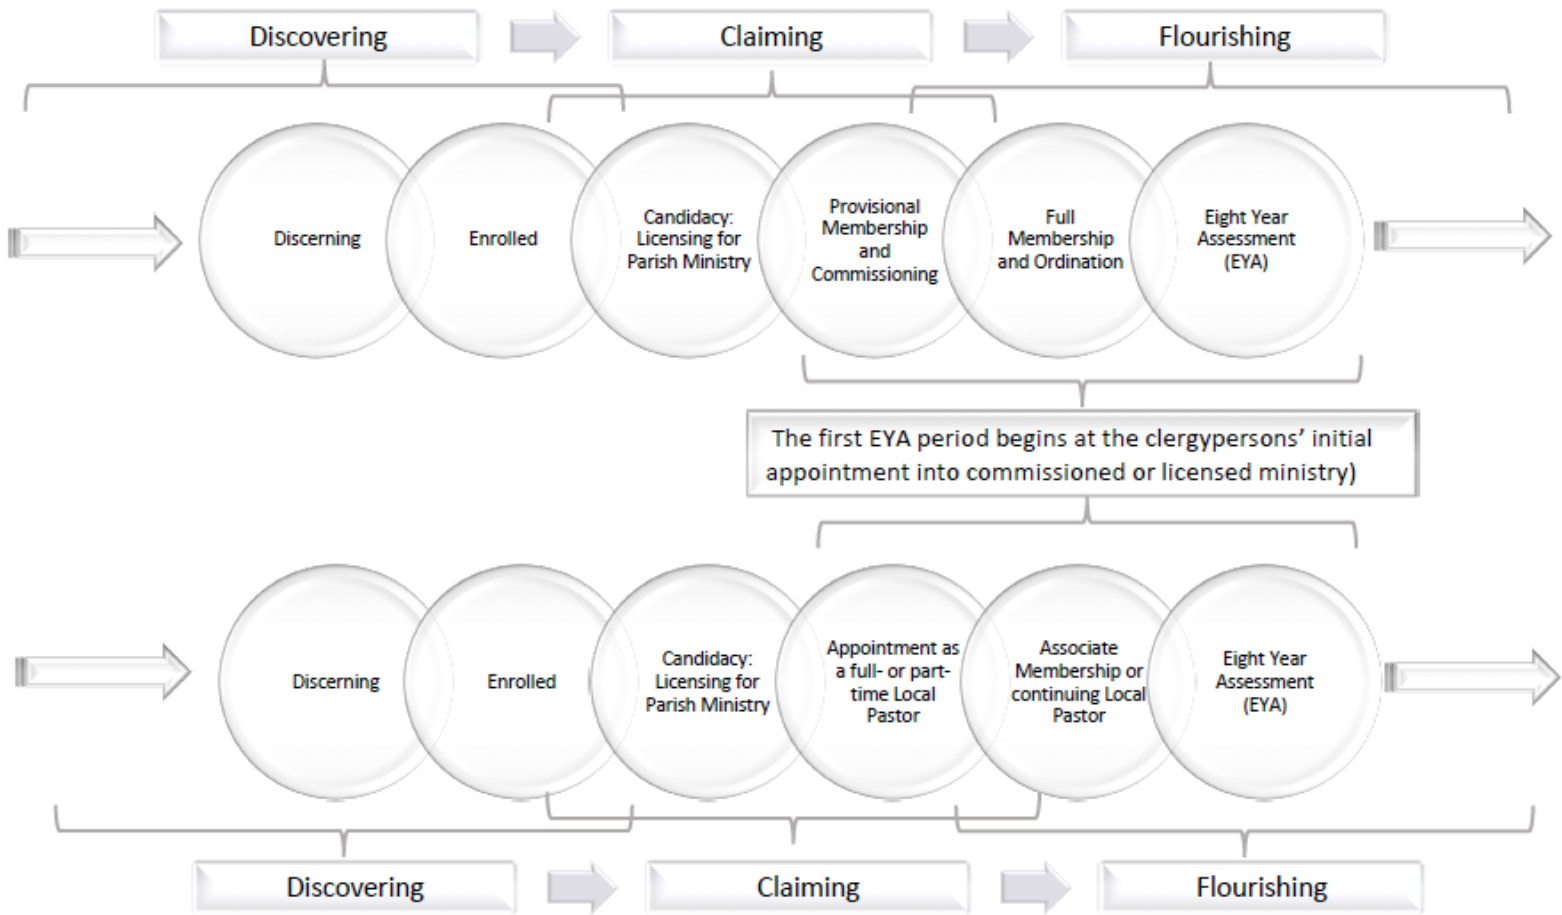 Discovering
Claiming
Flourishing
Discerning
Enrolled
Candidacy:
Licensing for
Parish Ministry
Provisional
Membership
and
Commissioning
Full
Membership
and Ordination
Eight Year
Assessment
(EYA)
The first EYA period begins at the clergypersons’ initial
appointment into commissioned or licensed ministry)
Discerning
Enrolled
Candidacy:
Licensing for
Parish Ministry
Appointment as
a full- or part-
time Local
Pastor
Associate
Membership or
continuing Local
Pastor
Eight Year
Assessment
(EYA)
Discovering
Claiming
Flourishing